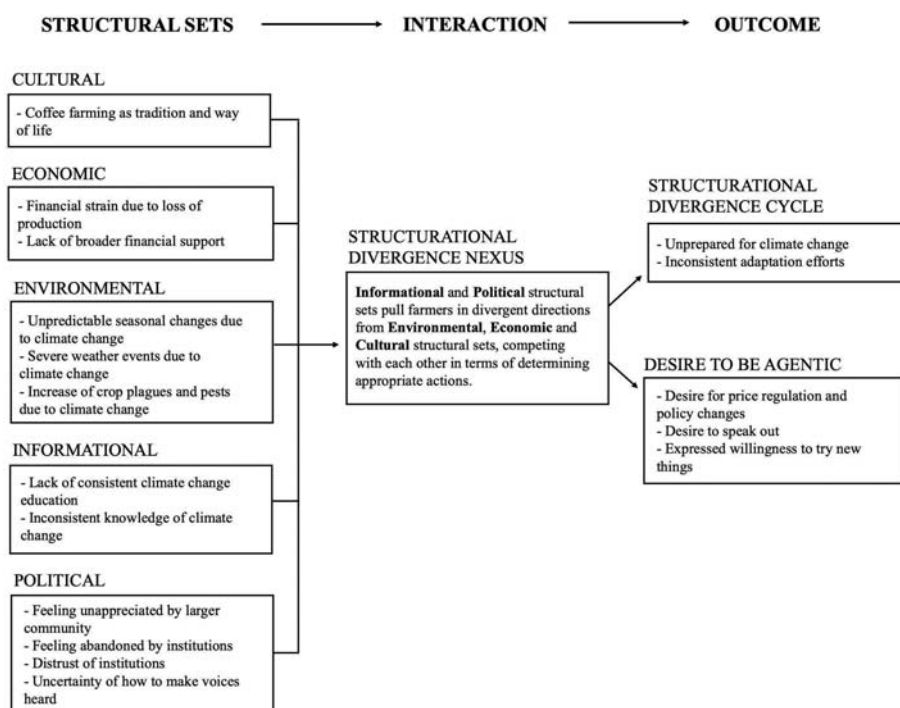 STRUCTURAL SETS
INTERACTION
OUTCOME
CULTURAL
- Coffee farming as tradition and way
of life
ECONOMIC
- Financial strain due to loss of
production
- Lack of broader financial support
ENVIRONMENTAL
- Unpredictable seasonal changes due
to climate change
- Severe weather events due to
climate change
- Increase of crop plagues and pests
due to climate change
INFORMATIONAL
- Lack of consistent climate change
education
- Inconsistent knowledge of climate
change
POLITICAL
- Feeling unappreciated by larger
community
- Feeling abandoned by institutions
- Distrust of institutions
- Uncertainty of how to make voices
heard
STRUCTURATIONAL
DIVERGENCE NEXUS
Informational and Political structural
sets pull farmers in divergent directions
from Environmental, Economic and
Cultural structural sets, competing
with each other in terms of determining
appropriate actions.
STRUCTURATIONAL
DIVERGENCE CYCLE
- Unprepared for climate change
- Inconsistent adaptation efforts
DESIRE TO BE AGENTIC
- Desire for price regulation and
policy changes
- Desire to speak out
- Expressed willingness to try new
things